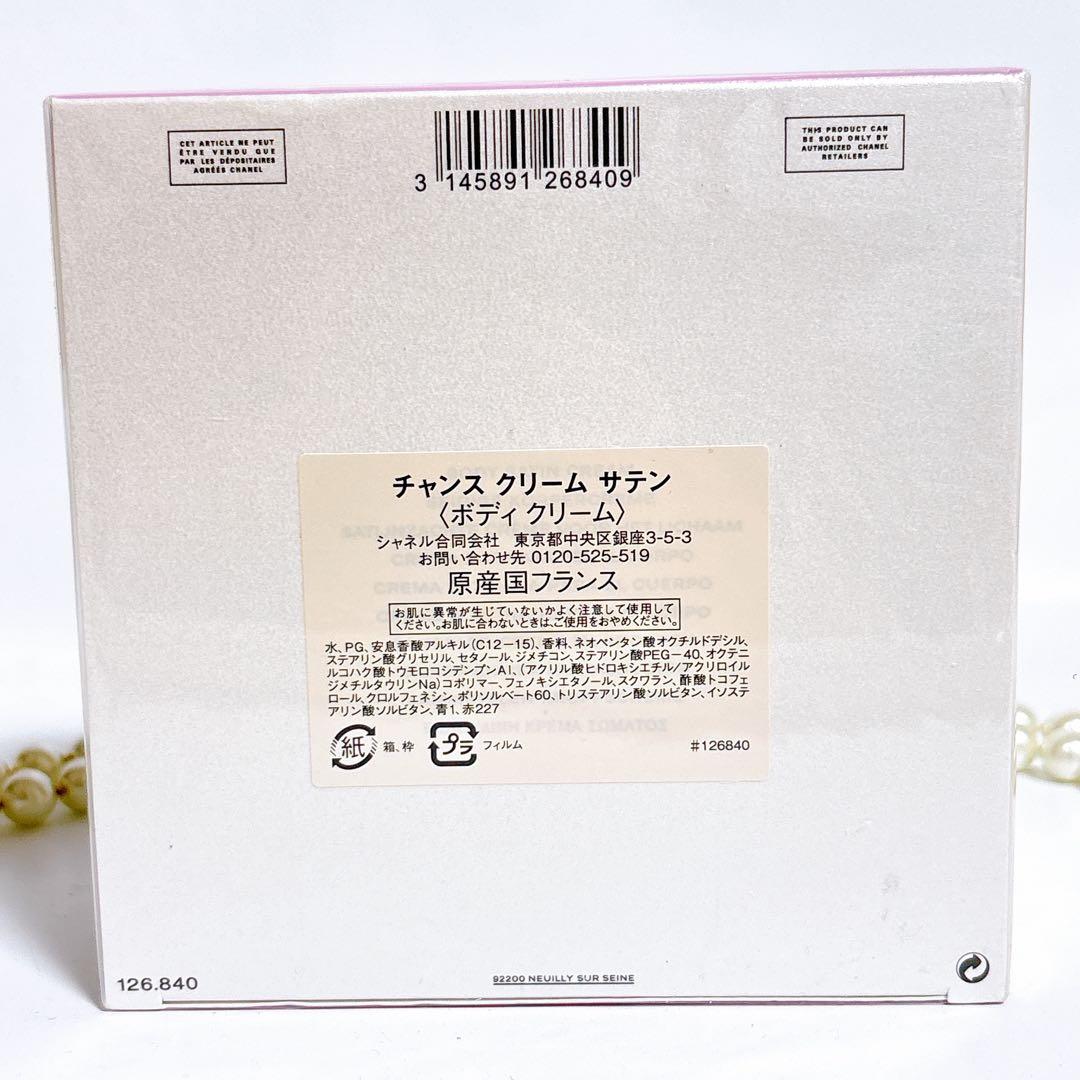 CET ARTICLE NE PEUT
ÊTRE VENDU QUE
PAR LES DÉPOSITAIRES
AGRÉÉS CHANEL
3 145891 268409
THIS PRODUCT CAN
BE SOLD ONLY BY
AUTHORIZED CHANEL
RETAILERS
チャンス クリーム サテン
〈ボディ クリーム〉
シャネル合同会社 東京都中央区銀座3-5-3
お問い合わせ先 0120-525-519
原産国フランス
お肌に異常が生じていないかよく注意して使用して
ください。お肌に合わないときは、ご使用をおやめください。
水、PG、安息香酸アルキル(C12-15)、香料、ネオペンタン酸オクチルドデシル、
ステアリン酸グリセリル、セタノール、ジメチコン、ステアリン酸PEG-40、オクテニ
ルコハク酸トウモロコシデンプンAl、(アクリル酸ヒドロキシエチル/アクリロイル
ジメチルタウリンNa)コポリマー、フェノキシエタノール、スクワラン、酢酸トコフェ
ロール、クロルフェネシン、ポリソルベート60、トリステアリン酸ソルビタン、イソステ
アリン酸ソルビタン、青1、赤227
紙 箱、枠 プラ フィルム #126840
126.840
92200 NEUILLY SUR SEINE